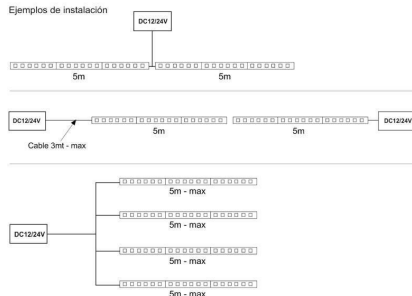 Ejemplos de instalación
DC12/24V
5m
5m
DC12/24V
DC12/24V
5m
5m
Cable 3mt - max
5m - max
5m - max
DC12/24V
5m - max
5m - max